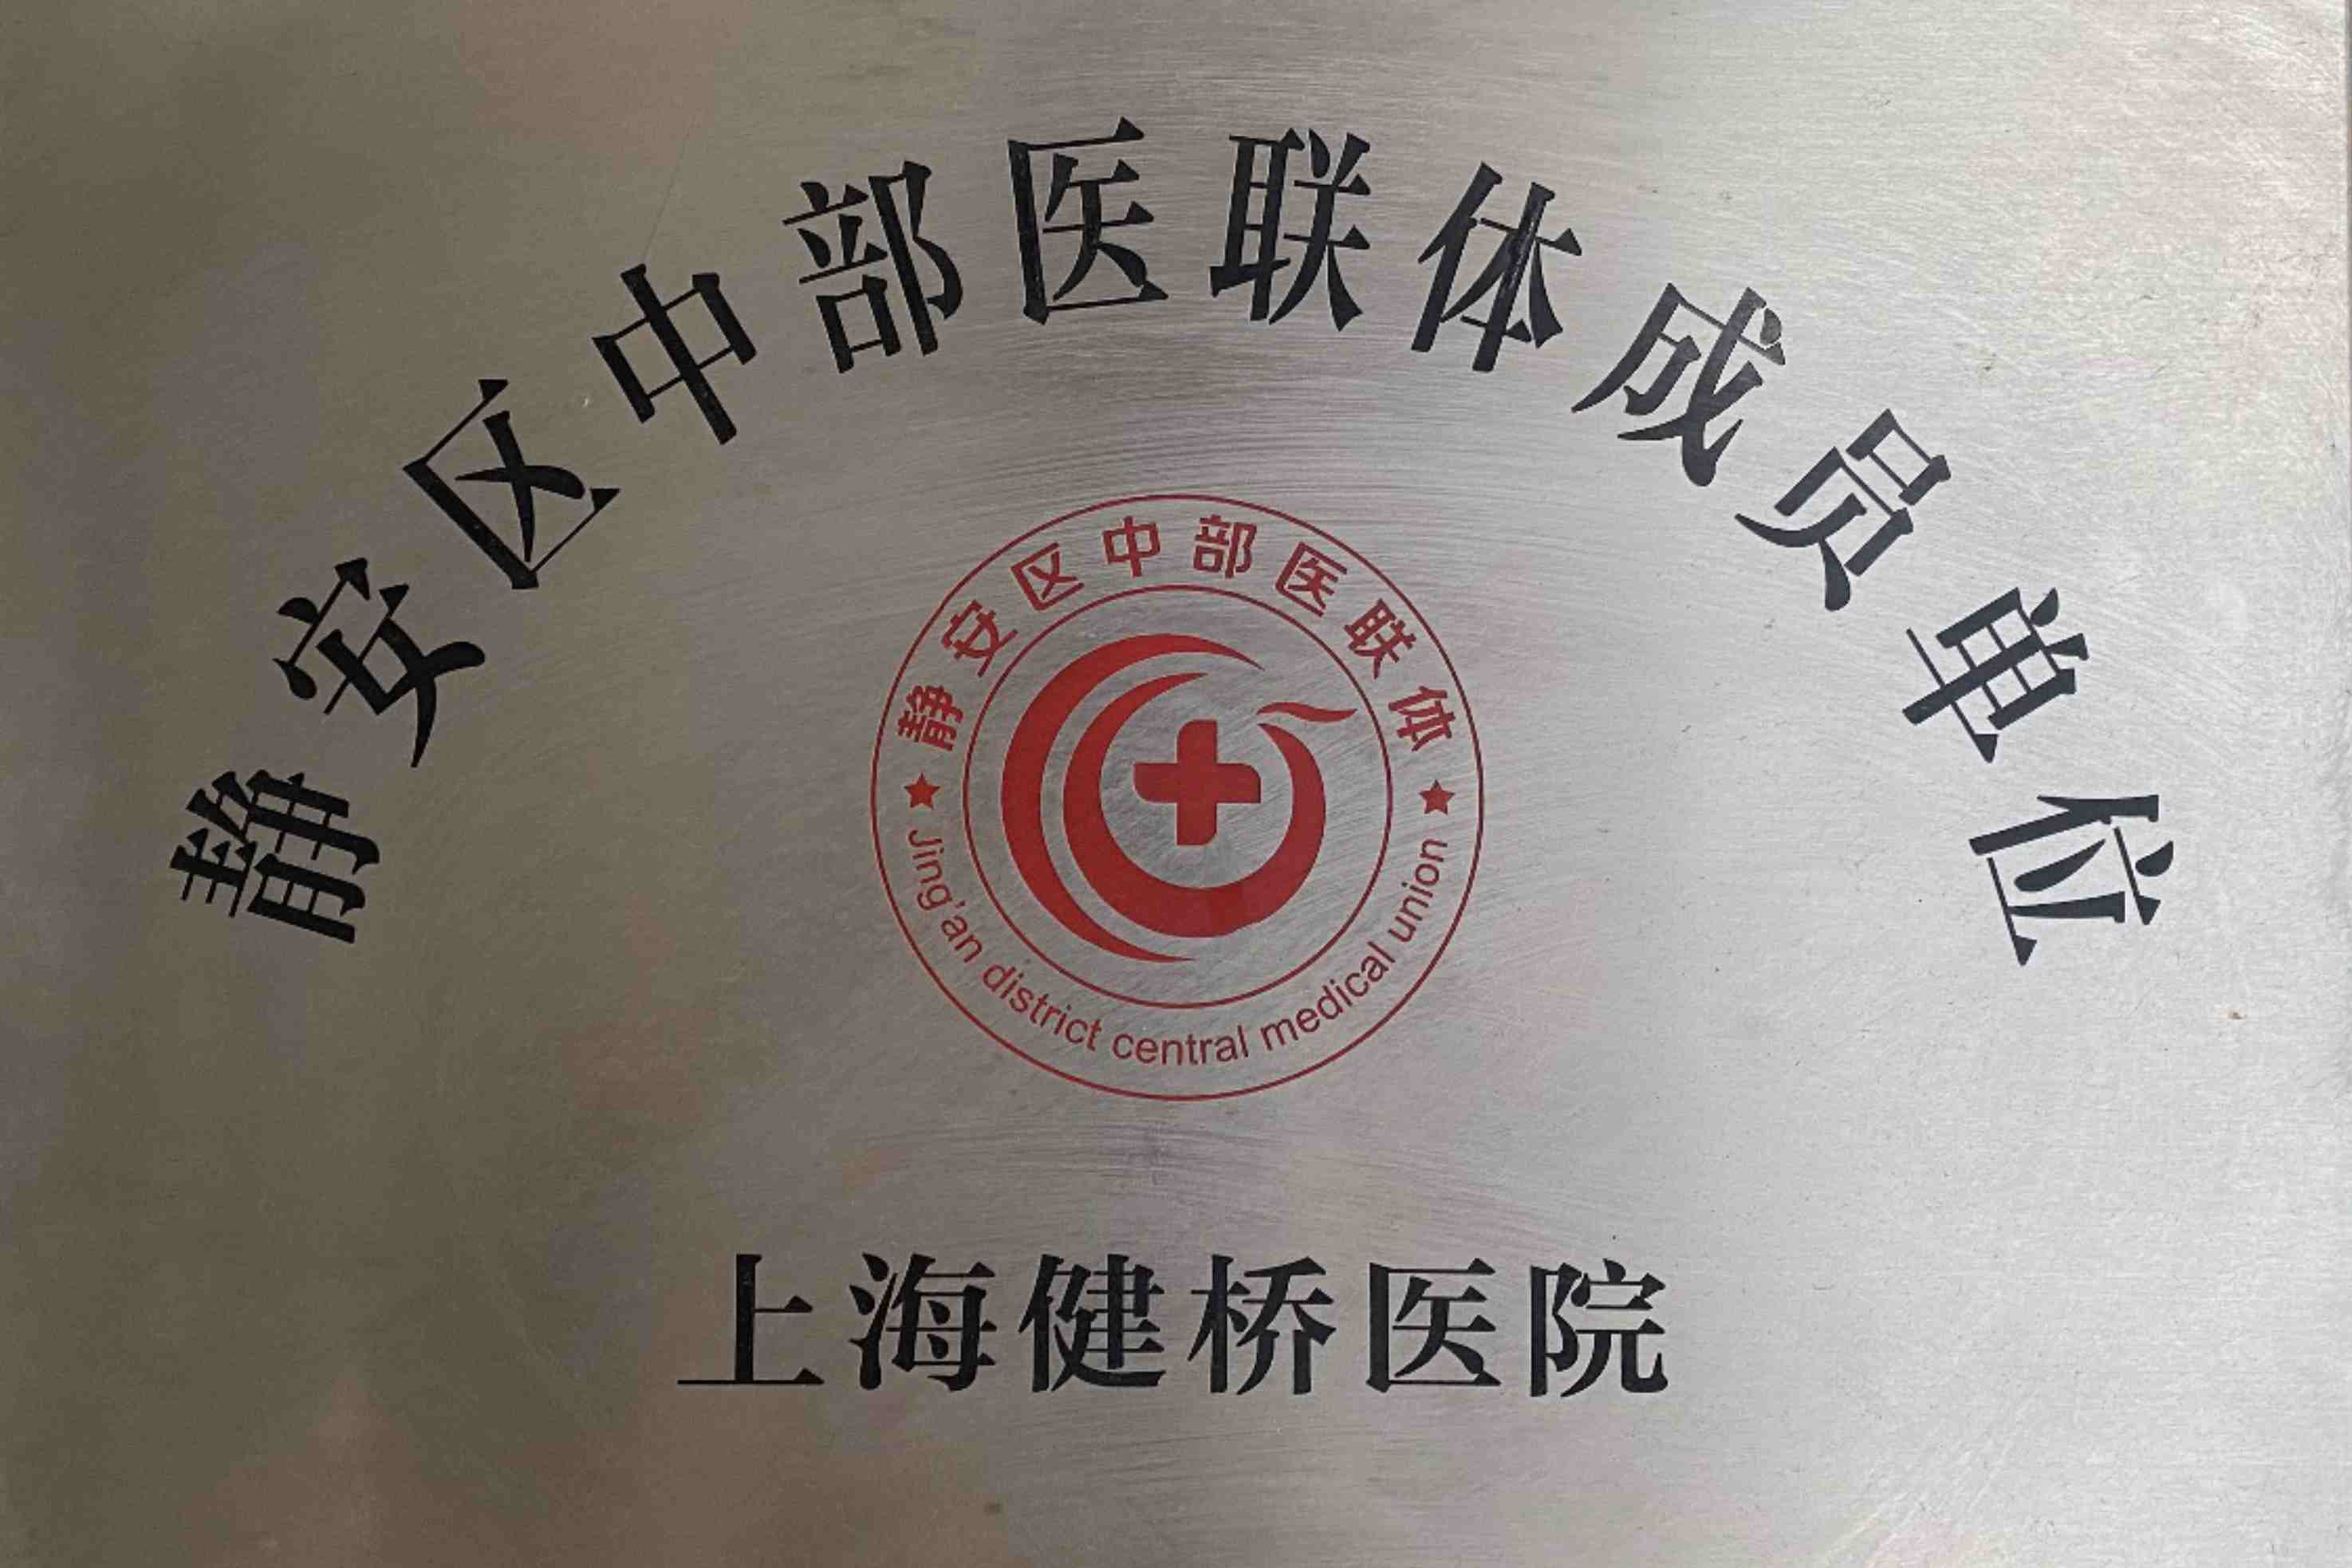 静安区中部医联体成员单位
静安区中部医联体
Jing'an district central medical union
上海健桥医院